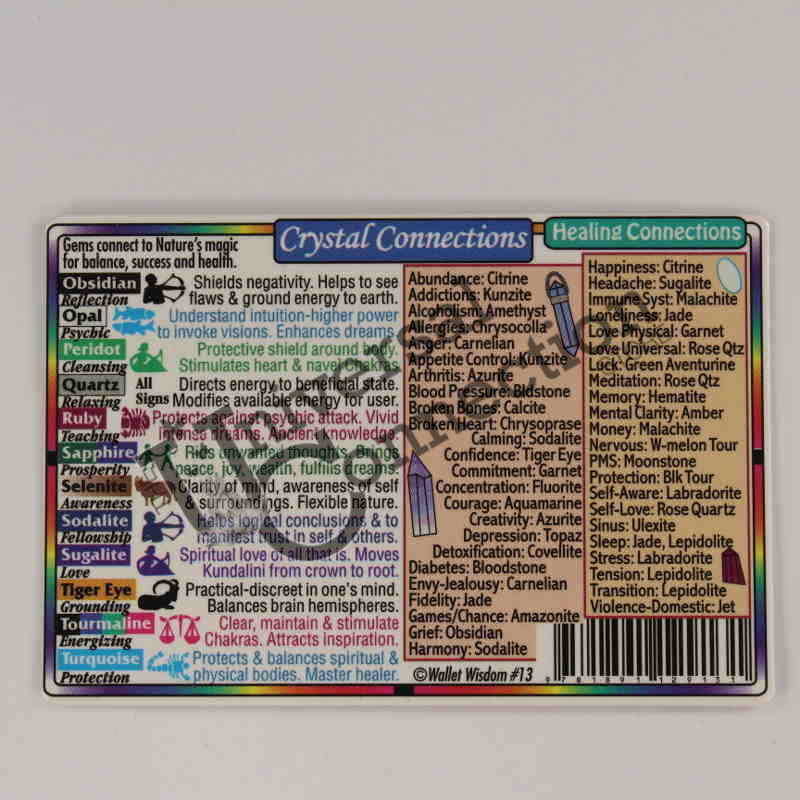 Crystal Connections
Healing Connections
Gems connect to Nature's magic
for balance, success and health.
Obsidian
Reflection
Shields negativity. Helps to see
flaws & ground energy to earth.
Opal
Psychic
Understand intuition-higher power
to invoke visions. Enhances dreams
Peridot
Cleansing
Protective shield around body.
Stimulates heart & navel chakra
Quartz
Relaxing
All
Signs
Directs energy to beneficial state.
Modifies available energy for user.
Ruby
Teaching
Protects against psychic attack. Vivid
intense dreams. Ancient knowledge.
Sapphire
Prosperity
Rids unwanted thoughts. Brings
peace, joy, health, fulfills dreams.
Selenite
Awareness
Clarity of mind, awareness of self
& surroundings. Flexible nature.
Sodalite
Fellowship
Helps logical conclusions & to
manifest trust in self & others.
Sugalite
Love
Spiritual love of all that is. Moves
Kundalini from crown to root.
Tiger Eye
Grounding
Practical-discreet in one's mind.
Balances brain hemispheres.
Tourmaline
Energizing
Clear, maintain & stimulate
Chakras. Attracts inspiration.
Turquoise
Protection
Protects & balances spiritual &
physical bodies. Master healer.
Abundance: Citrine
Addictions: Kunzite
Alcoholism: Amethyst
Allergies: Chrysocolla
Anger: Carnelian
Appetite Control: Kunzite
Arthritis: Azurite
Blood Pressure: Bldstone
Broken Bones: Calcite
Broken Heart: Chrysoprase
Calming: Sodalite
Confidence: Tiger Eye
Commitment: Garnet
Concentration: Fluorite
Courage: Aquamarine
Creativity: Azurite
Depression: Topaz
Detoxification: Covellite
Diabetes: Bloodstone
Envy-Jealousy: Carnelian
Fidelity: Jade
Games/Chance: Amazonite
Grief: Obsidian
Harmony: Sodalite
©Wallet Wisdom #13
Happiness: Citrine
Headache: Sugalite
Immune Syst: Malachite
Loneliness: Jade
Love Physical: Garnet
Love Universal: Rose Qtz
Luck: Green Aventurine
Meditation: Rose Qtz
Memory: Hematite
Mental Clarity: Amber
Money: Malachite
Nervous: W-melon Tour
PMS: Moonstone
Protection: Blk Tour
Self-Aware: Labradorite
Self-Love: Rose Quartz
Sinus: Ulexite
Sleep: Jade, Lepidolite
Stress: Labradorite
Tension: Lepidolite
Transition: Lepidolite
Violence-Domestic: Jet
9 781891 129131
Universal
Connection